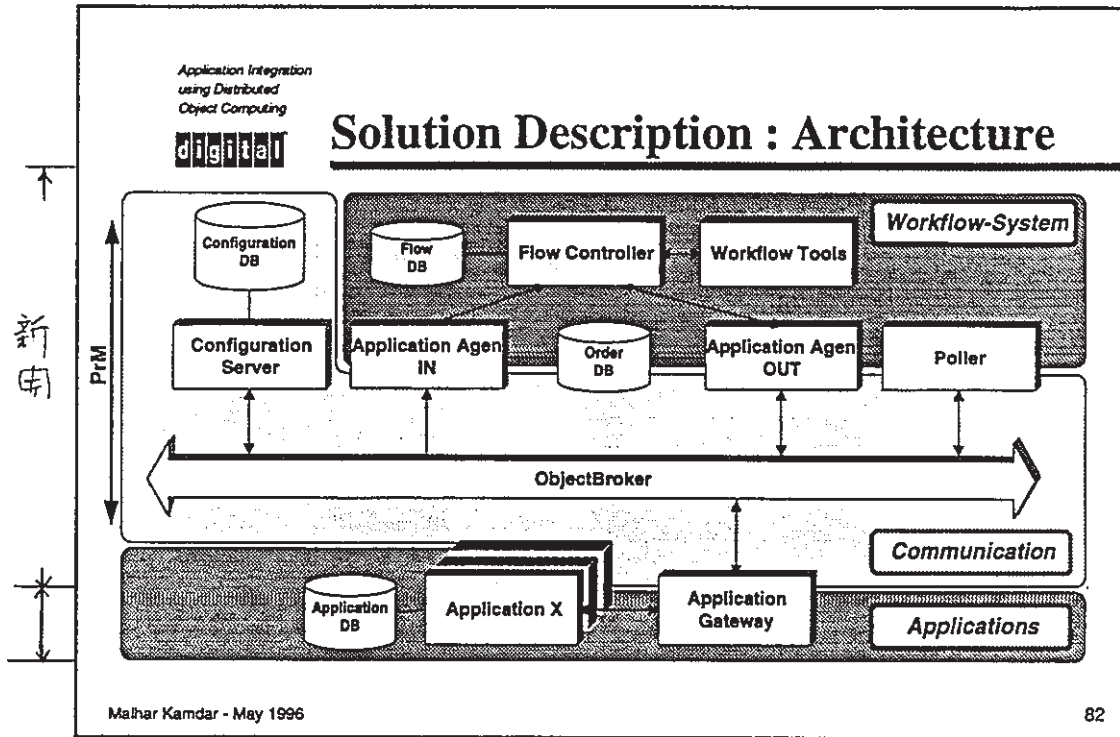 Application Integration
using Distributed
Object Computing
digital
Solution Description : Architecture
Workflow-System
Configuration
DB
Flow
DB
Flow Controller
Workflow Tools
新
PrM
Configuration
Server
Application Agen
IN
Order
DB
Application Agen
OUT
Poller
ObjectBroker
Communication
Application
DB
Application X
Application
Gateway
Applications
Malhar Kamdar - May 1996
82